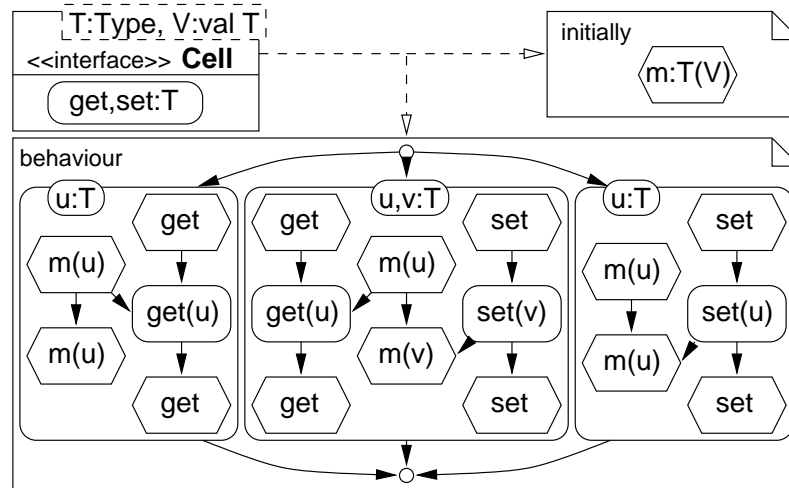 T:Type, V:val T
<<interface>> Cell
get,set:T
initially
m:T(V)
behaviour
u:T
get
m(u)
get(u)
m(u)
get
u,v:T
get
set
m(u)
get(u)
set(v)
m(v)
get
set
u:T
set
m(u)
set(u)
m(u)
set